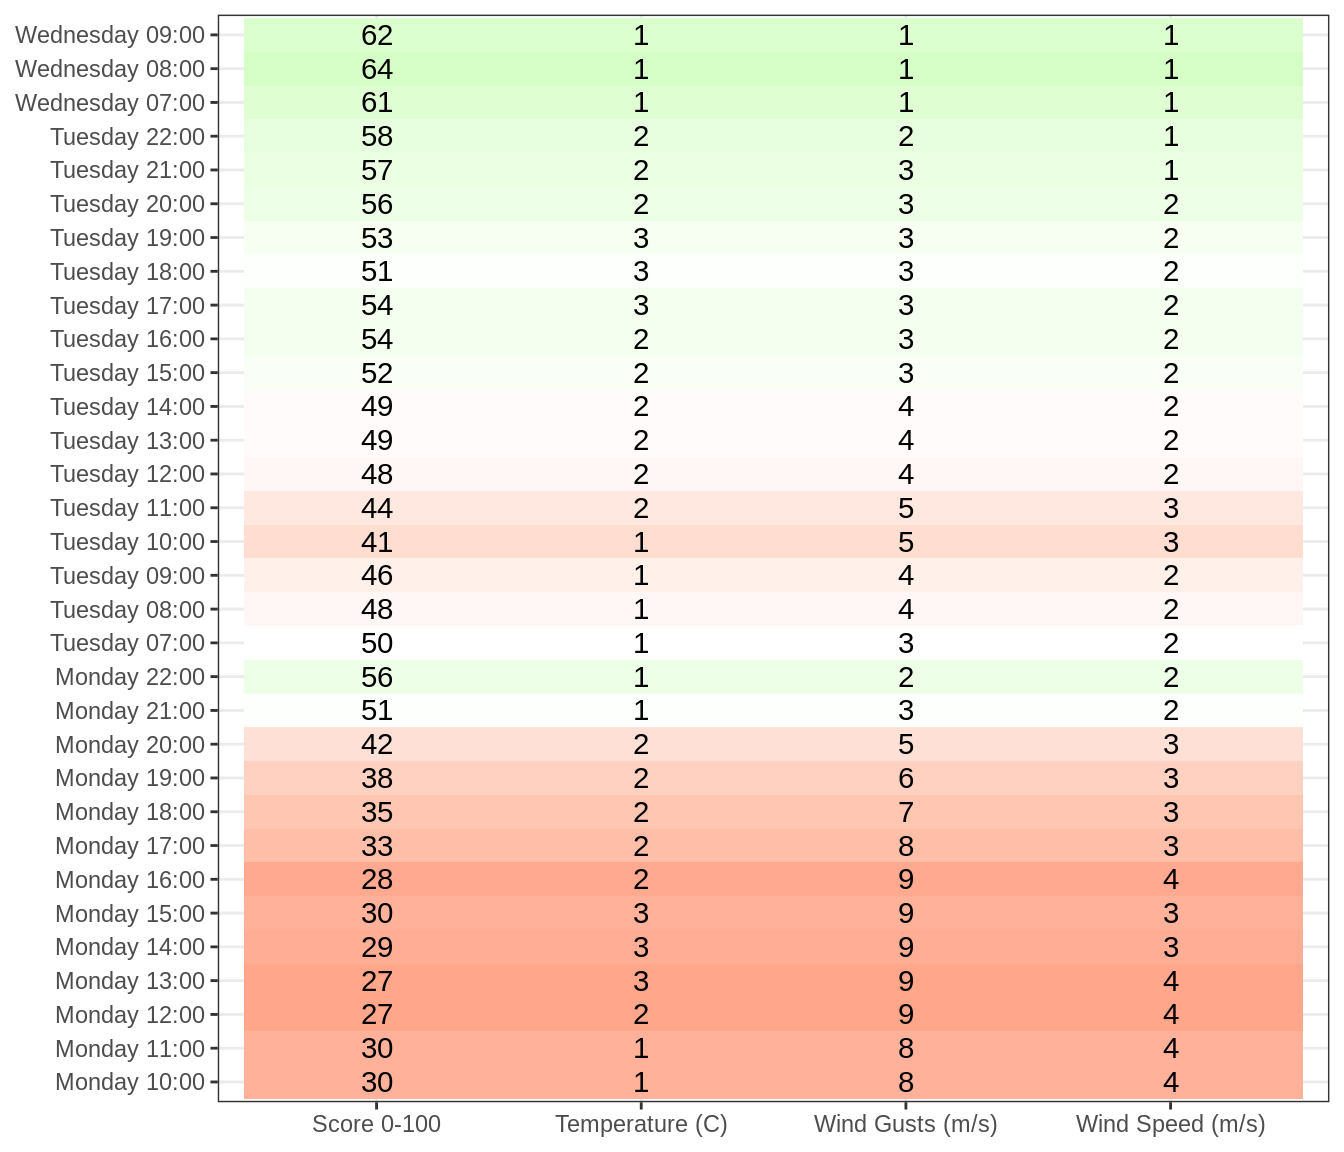 Wednesday 09:00 62 1 1 1
Wednesday 08:00 64 1 1 1
Wednesday 07:00 61 1 1 1
Tuesday 22:00 58 2 2 1
Tuesday 21:00 57 2 3 1
Tuesday 20:00 56 2 3 2
Tuesday 19:00 53 3 3 2
Tuesday 18:00 51 3 3 2
Tuesday 17:00 54 3 3 2
Tuesday 16:00 54 2 3 2
Tuesday 15:00 52 2 3 2
Tuesday 14:00 49 2 4 2
Tuesday 13:00 49 2 4 2
Tuesday 12:00 48 2 4 2
Tuesday 11:00 44 2 5 3
Tuesday 10:00 41 1 5 3
Tuesday 09:00 46 1 4 2
Tuesday 08:00 48 1 4 2
Tuesday 07:00 50 1 3 2
Monday 22:00 56 1 2 2
Monday 21:00 51 1 3 2
Monday 20:00 42 2 5 3
Monday 19:00 38 2 6 3
Monday 18:00 35 2 7 3
Monday 17:00 33 2 8 3
Monday 16:00 28 2 9 4
Monday 15:00 30 3 9 3
Monday 14:00 29 3 9 3
Monday 13:00 27 3 9 4
Monday 12:00 27 2 9 4
Monday 11:00 30 1 8 4
Monday 10:00 30 1 8 4
Score 0-100 Temperature (C) Wind Gusts (m/s) Wind Speed (m/s)